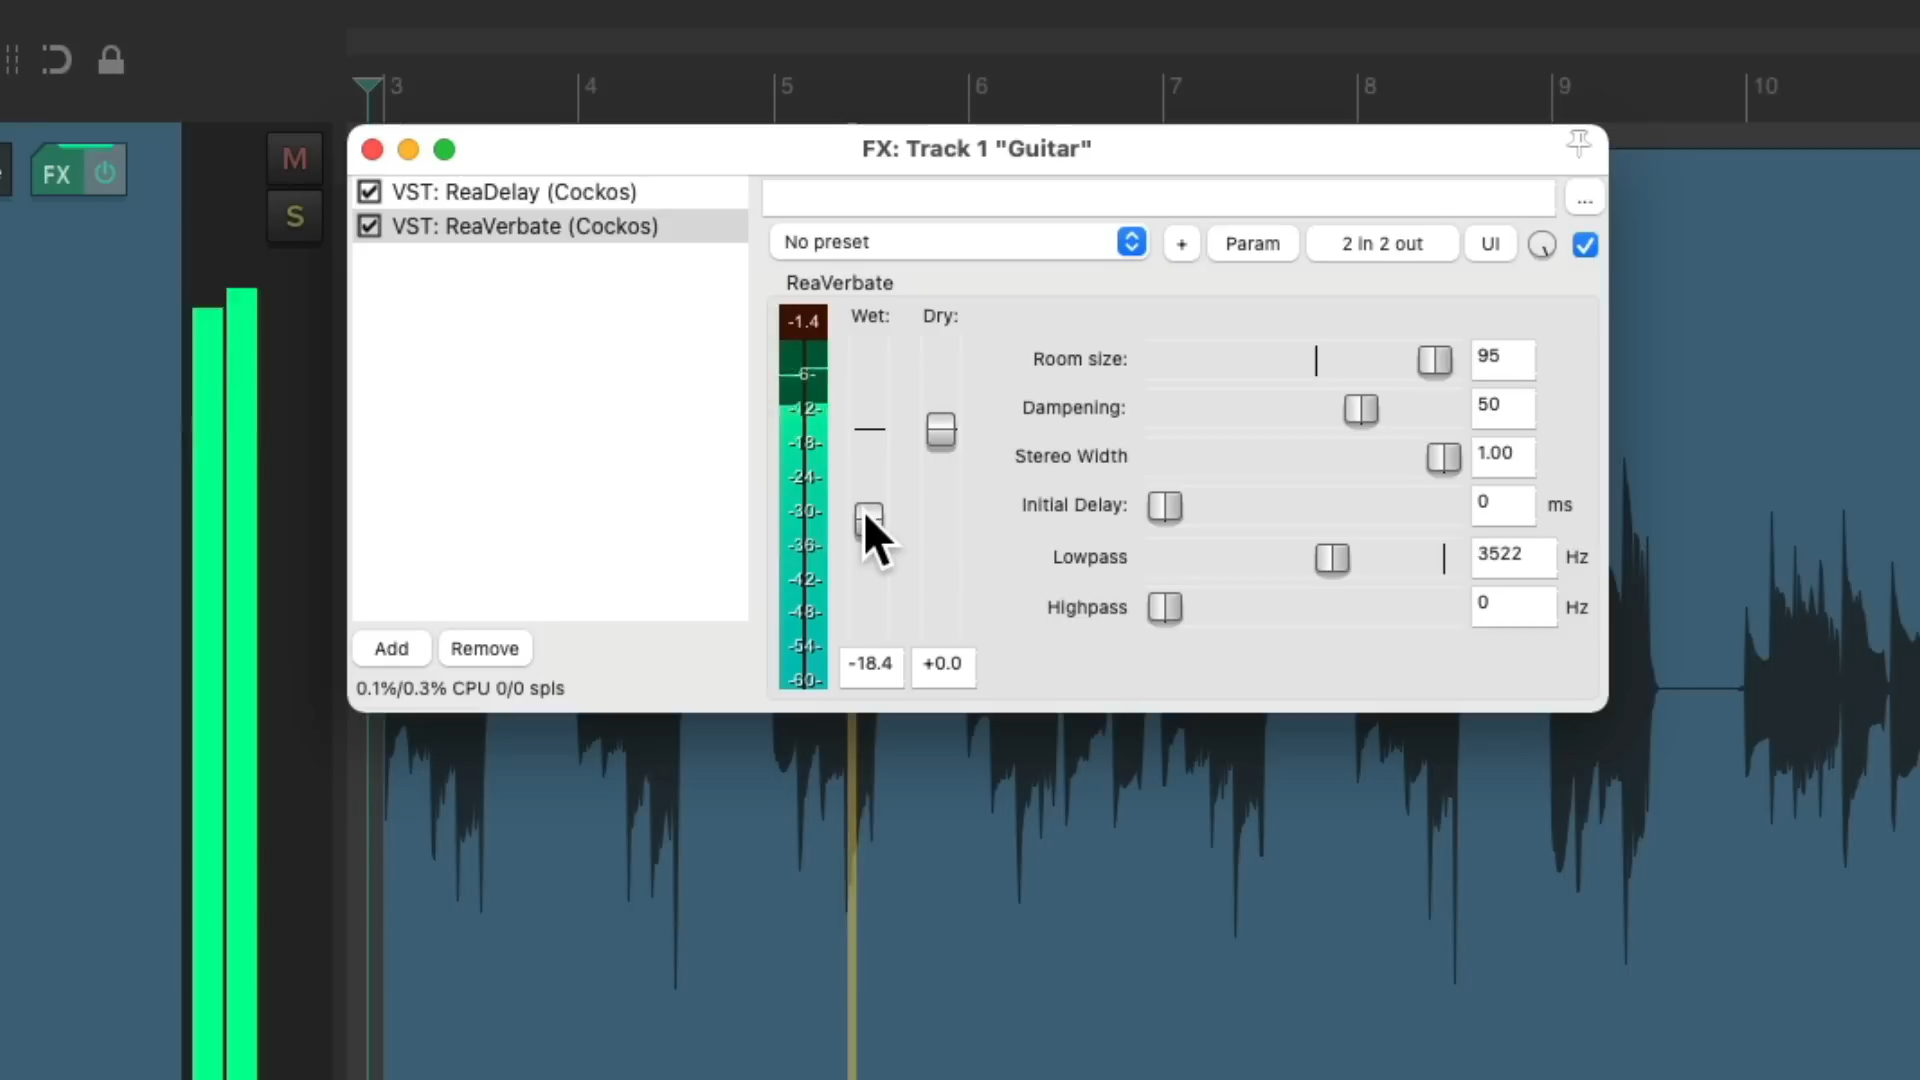 3 4 5 6 7 8 9 10
FX
M
S
FX: Track 1 "Guitar"
VST: ReaDelay (Cockos)
VST: ReaVerbate (Cockos)
...
No preset
+
Param
2 in 2 out
UI
ReaVerbate
-1.4
Wet:
Dry:
-6-
-12-
-18-
-24-
-30-
-36-
-42-
-48-
-54-
-60-
Room size:
95
Dampening:
50
Stereo Width
1.00
Initial Delay:
0
ms
Lowpass
3522
Hz
Highpass
0
Hz
-18.4
+0.0
Add
Remove
0.1%/0.3% CPU 0/0 spls